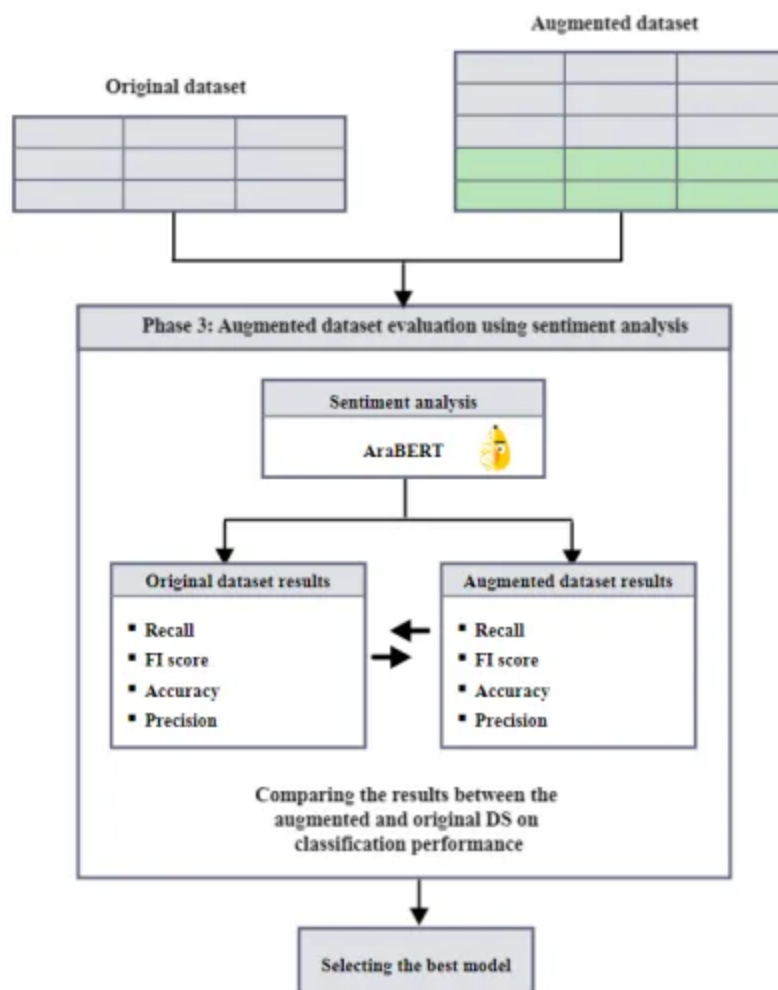 Augmented dataset
Original dataset
Phase 3: Augmented dataset evaluation using sentiment analysis
Sentiment analysis
AraBERT
Original dataset results
▪ Recall
▪ FI score
▪ Accuracy
▪ Precision
Augmented dataset results
▪ Recall
▪ FI score
▪ Accuracy
▪ Precision
Comparing the results between the
augmented and original DS on
classification performance
Selecting the best model